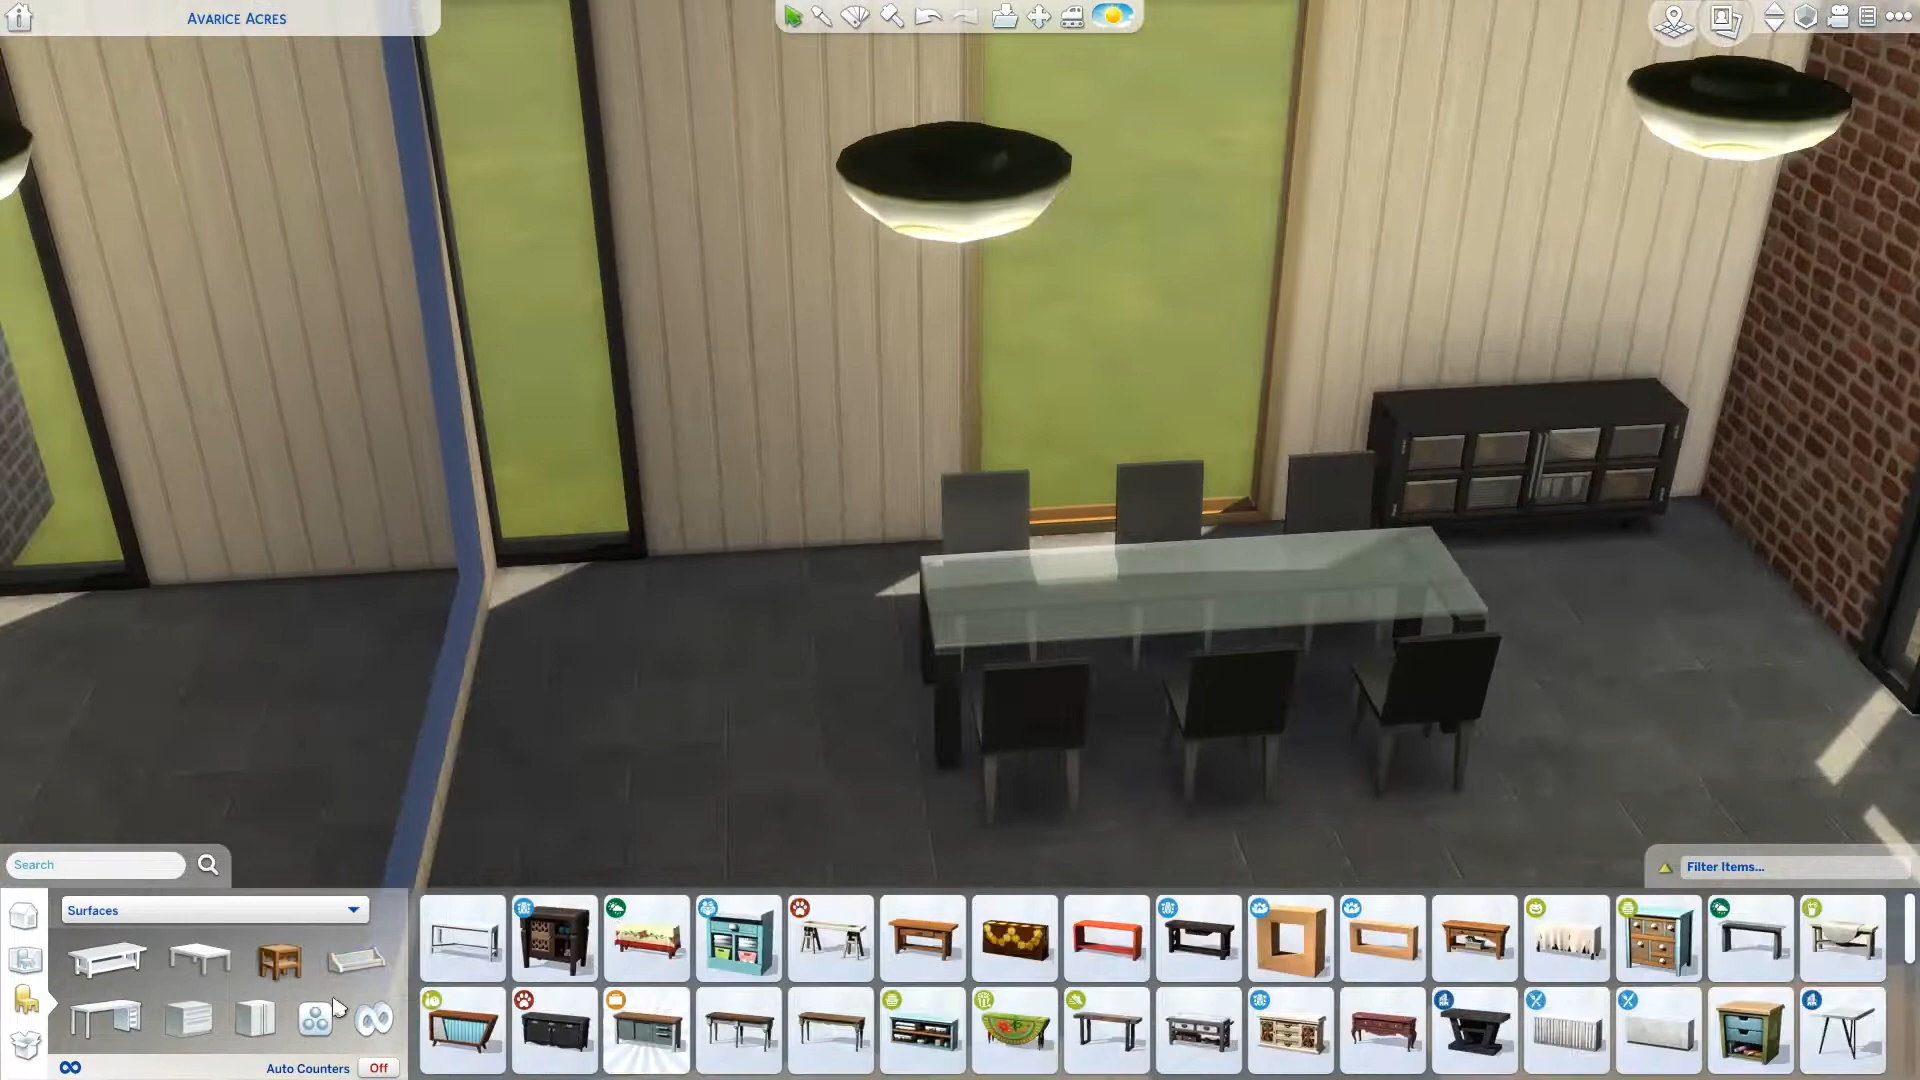 Avarice Acres
Search
Filter Items...
Surfaces
Auto Counters Off